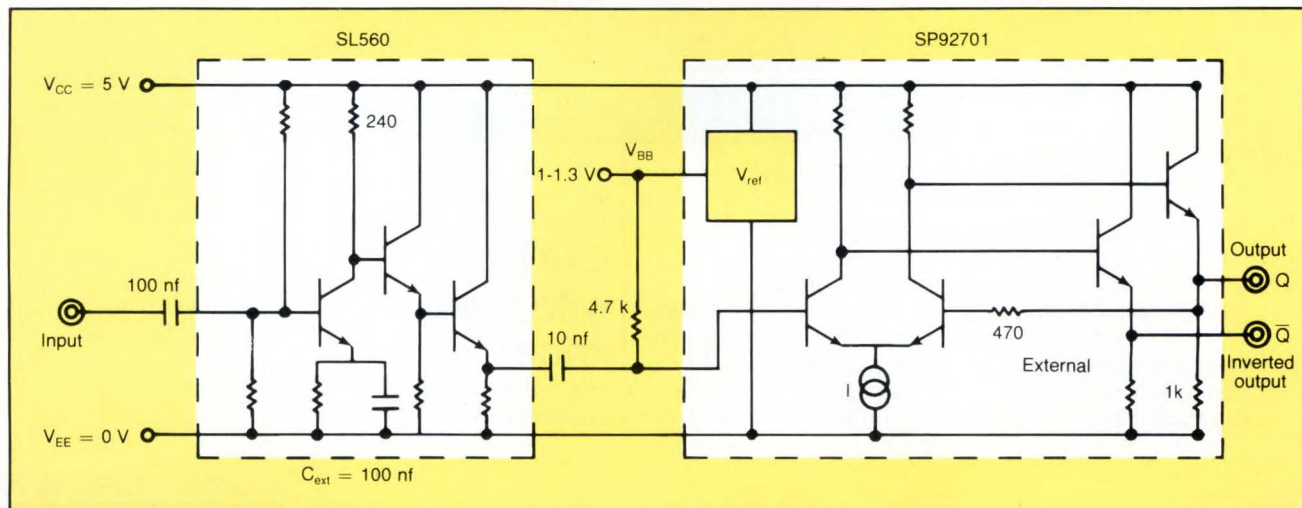 SL560
SP92701
V_CC = 5 V
240
V_BB
1-1.3 V
V_ref
100 nf
Input
4.7 k
10 nf
470
External
I
1k
Output
Q
Q̅
Inverted
output
V_EE = 0 V
C_ext = 100 nf